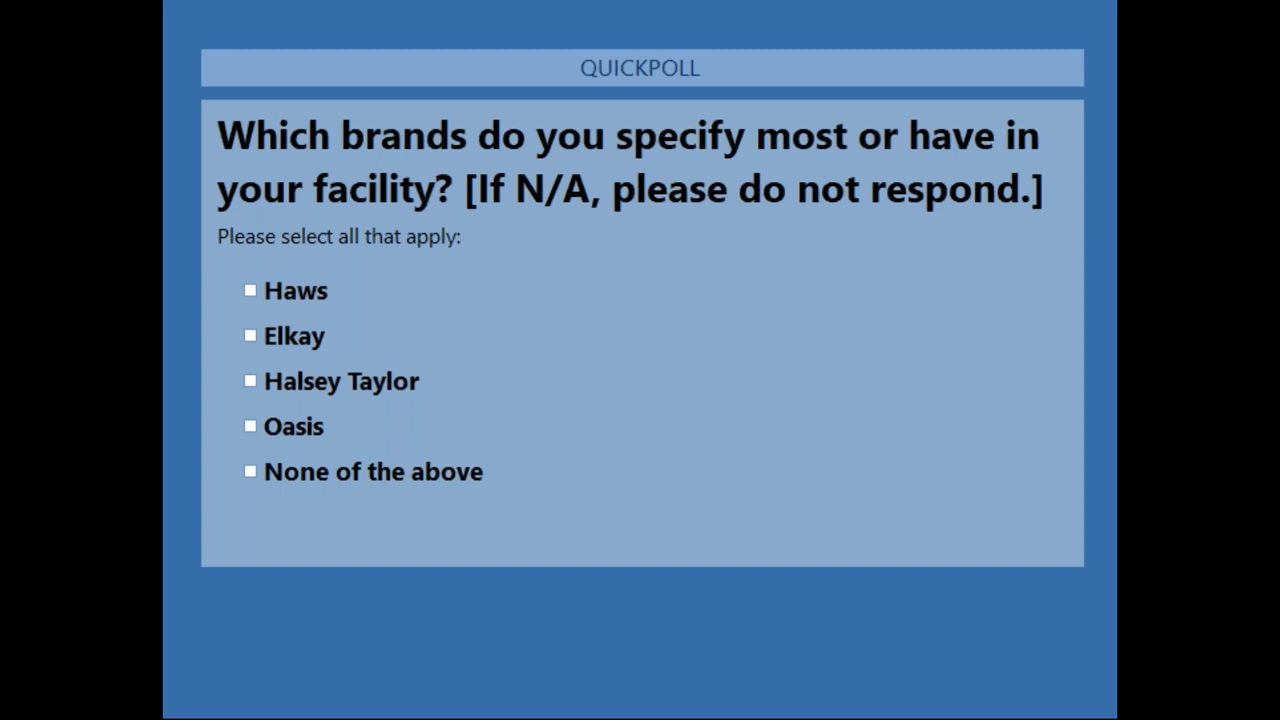 QUICKPOLL
Which brands do you specify most or have in
your facility? [If N/A, please do not respond.]
Please select all that apply:
Haws
Elkay
Halsey Taylor
Oasis
None of the above